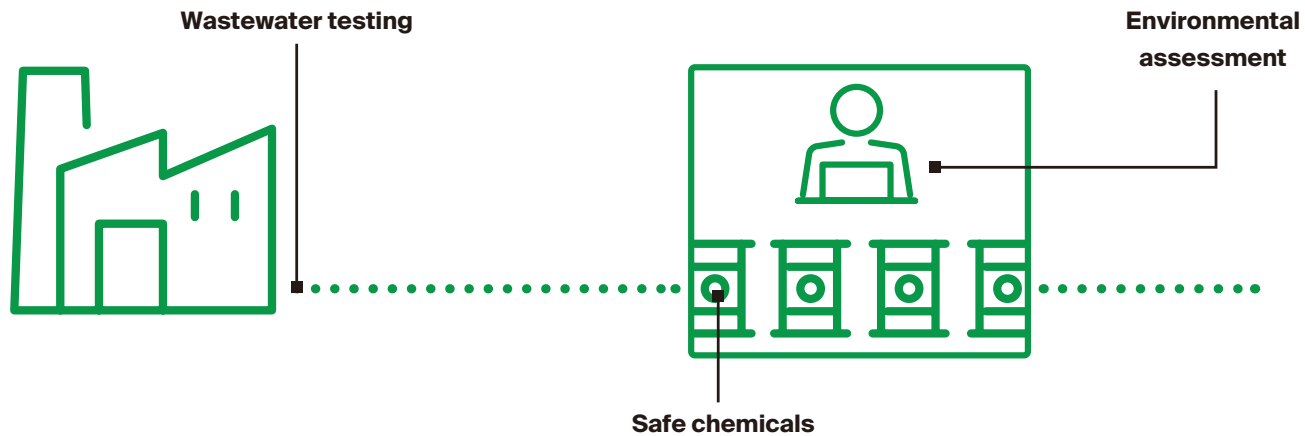 Wastewater testing
Environmental
assessment
Safe chemicals